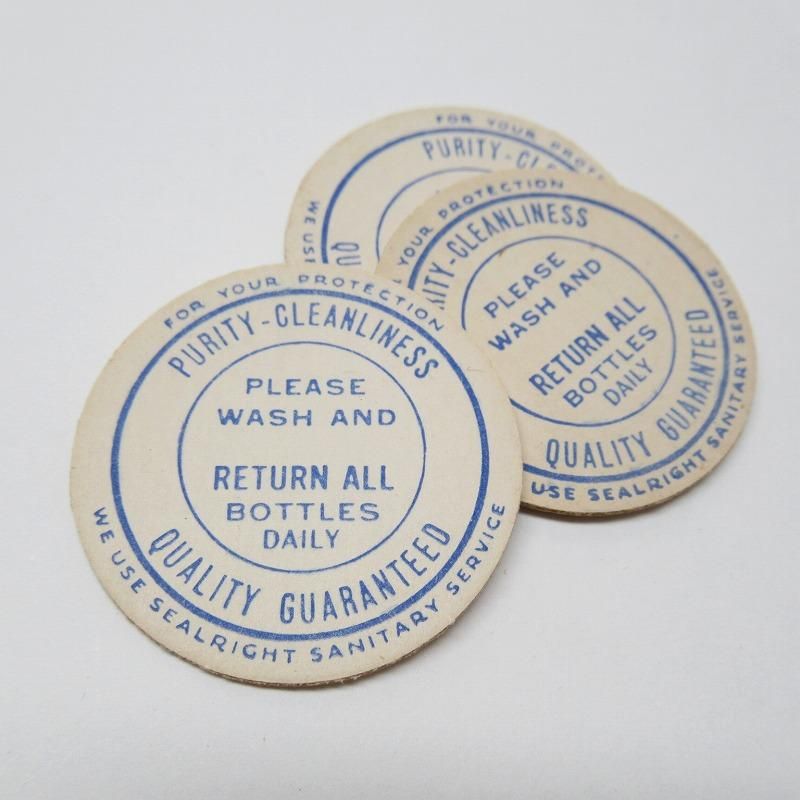 FOR YOUR PROTECTION
PURITY-CLEANLINESS
PLEASE
WASH AND
RETURN ALL
BOTTLES
DAILY
QUALITY GUARANTEED
WE USE SEALRIGHT SANITARY SERVICE
YOUR PROTECTION
PURITY-CLEANLINESS
PLEASE
WASH AND
RETURN ALL
BOTTLES
DAILY
QUALITY GUARANTEED
USE SEALRIGHT SANITARY SERVICE
FOR YOUR
PURITY-
WE USE